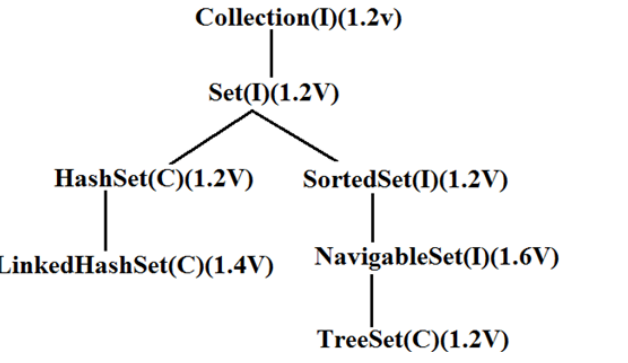 Collection(I)(1.2v)
Set(I)(1.2V)
HashSet(C)(1.2V) SortedSet(I)(1.2V)
LinkedHashSet(C)(1.4V) NavigableSet(I)(1.6V)
TreeSet(C)(1.2V)